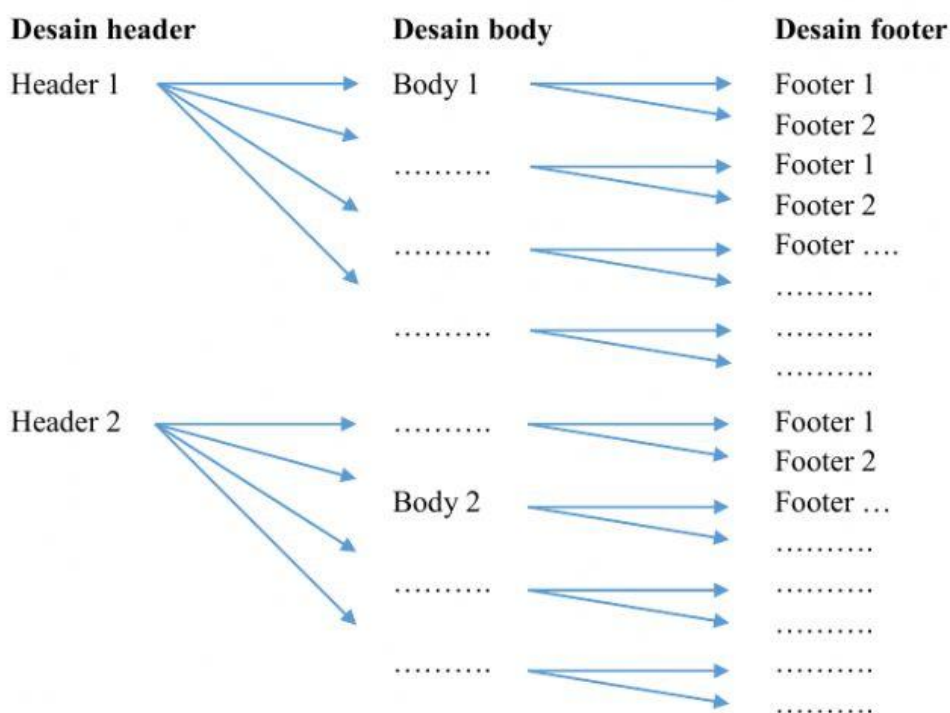 Desain header Desain body Desain footer
Header 1 Body 1 Footer 1
Footer 2
………. Footer 1
Footer 2
………. Footer ….
……….
………. ……….
……….
Header 2 ………. Footer 1
Footer 2
Body 2 Footer …
……….
………. ……….
……….
………. ……….
……….